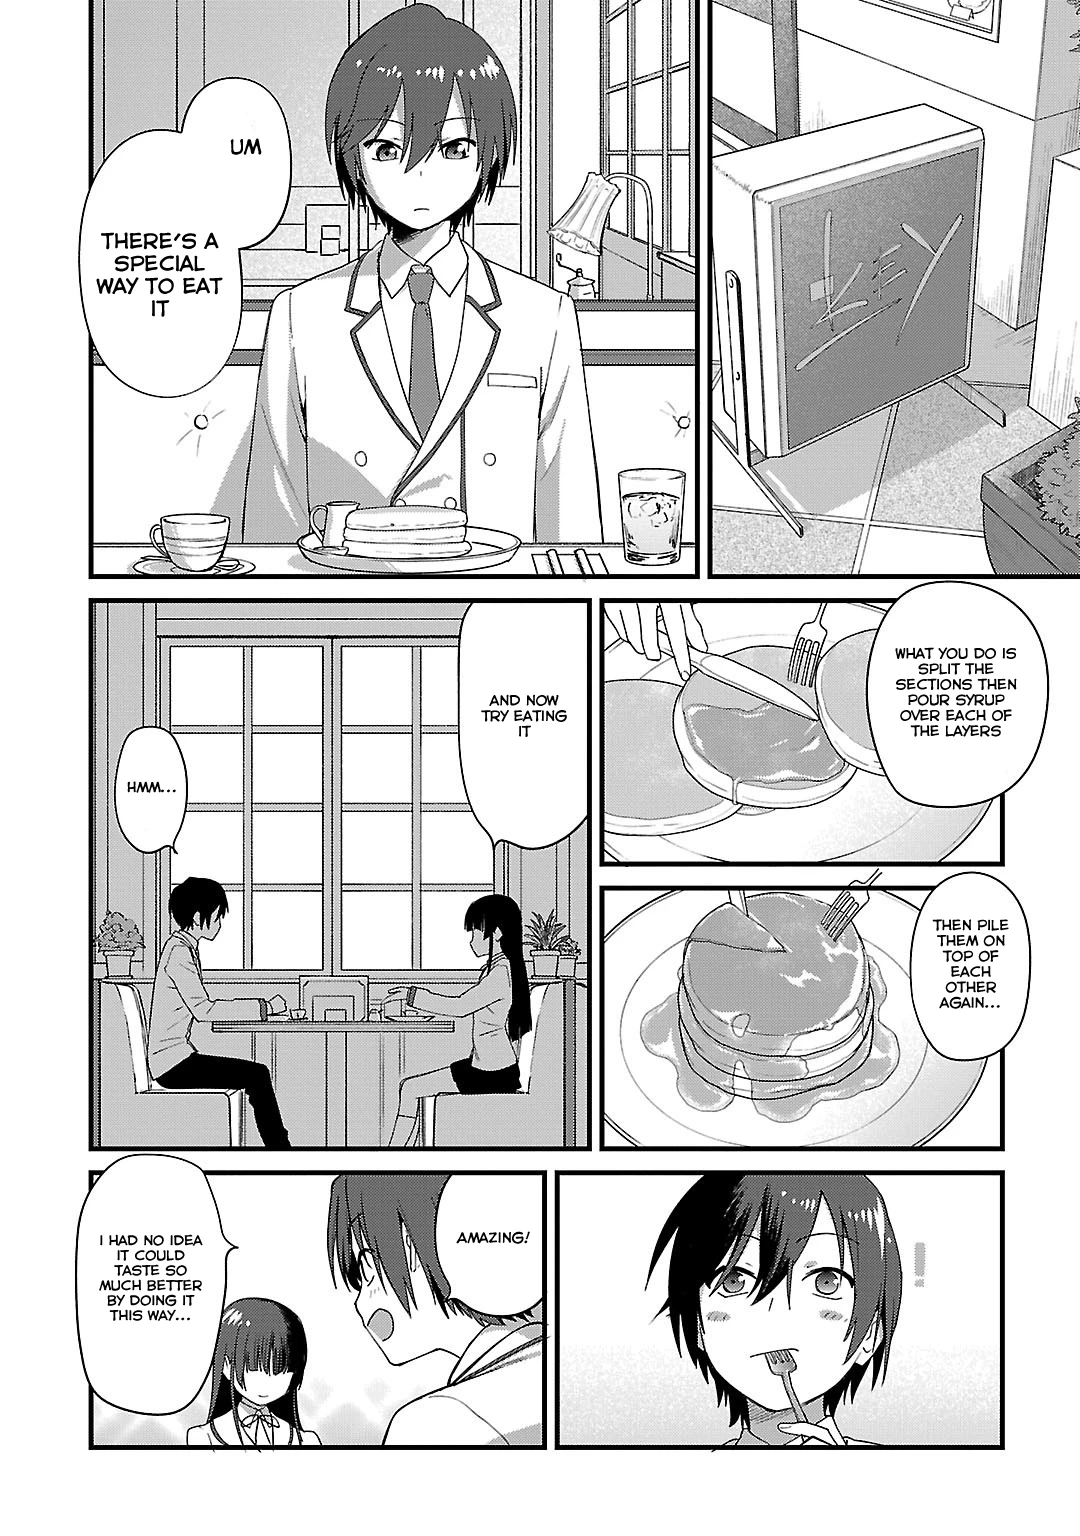 KEY
UM
THERE'S A
SPECIAL
WAY TO EAT
IT
WHAT YOU DO IS
SPLIT THE
SECTIONS THEN
POUR SYRUP
OVER EACH OF
THE LAYERS
THEN PILE
THEM ON
TOP OF
EACH
OTHER
AGAIN...
AND NOW
TRY EATING
IT
HMM...
!
AMAZING!
I HAD NO IDEA
IT COULD
TASTE SO
MUCH BETTER
BY DOING IT
THIS WAY...